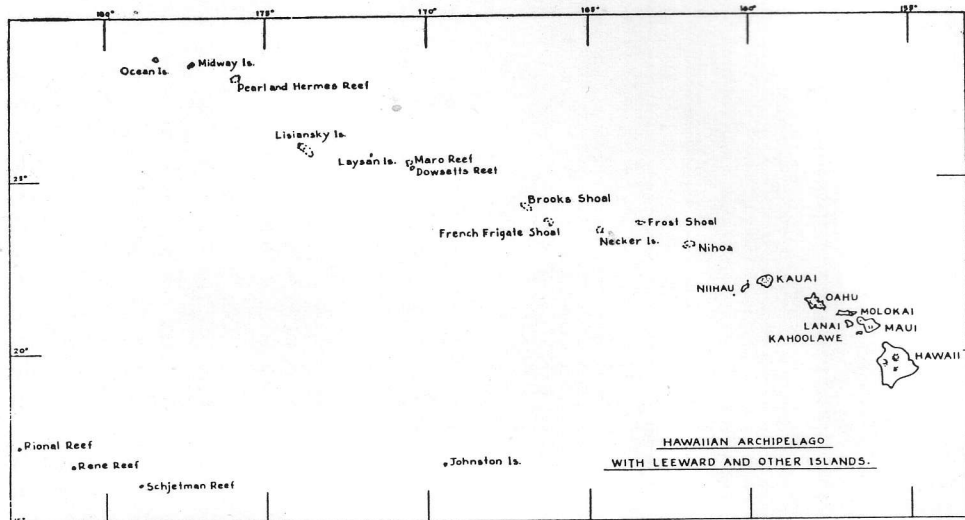 180° 175° 170° 165° 160° 155°
Ocean Is.
Midway Is.
Pearl and Hermes Reef
Lisiansky Is.
Laysan Is.
Maro Reef
Dowsetts Reef
25°
Brooks Shoal
French Frigate Shoal
Frost Shoal
Necker Is.
Nihoa
NIIHAU
KAUAI
OAHU
MOLOKAI
LANAI
MAUI
KAHOOLAWE
20°
HAWAII
Pional Reef
Rene Reef
Schjetman Reef
Johnston Is.
HAWAIIAN ARCHIPELAGO
WITH LEEWARD AND OTHER ISLANDS.